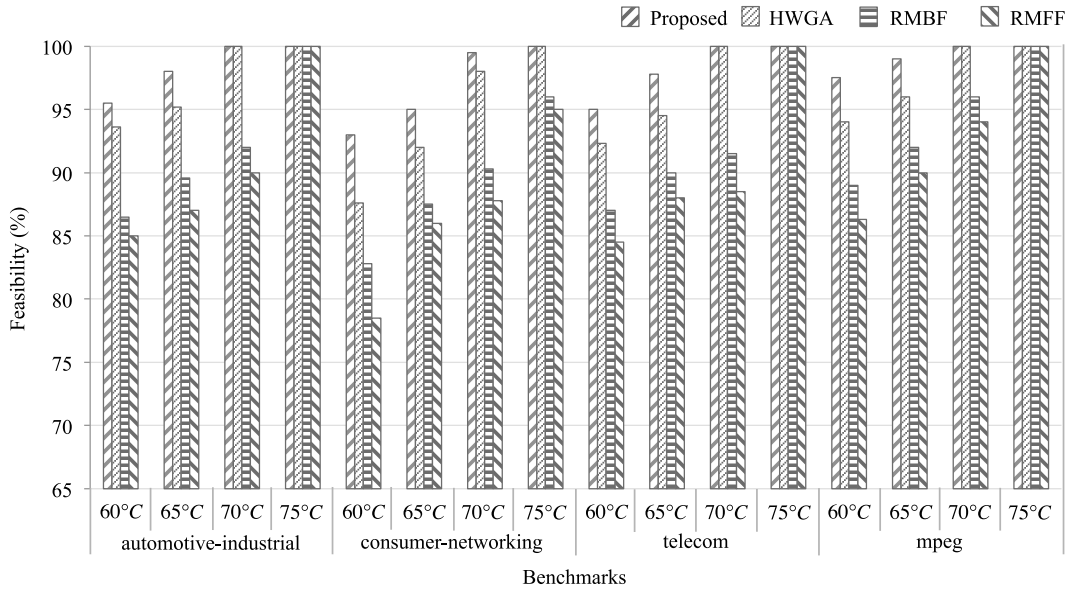 Proposed HWGA RMBF RMFF
100
95
90
85
80
75
70
65
Feasibility (%)
60°C 65°C 70°C 75°C 60°C 65°C 70°C 75°C 60°C 65°C 70°C 75°C 60°C 65°C 70°C 75°C
automotive-industrial consumer-networking telecom mpeg
Benchmarks